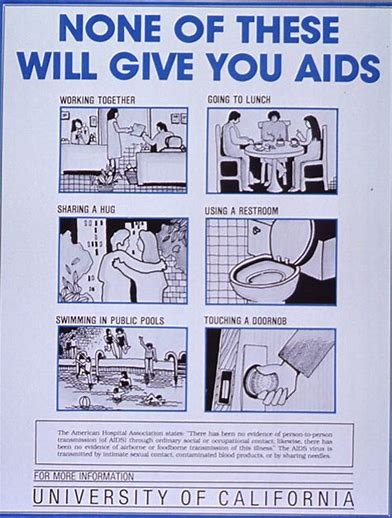 NONE OF THESE
WILL GIVE YOU AIDS
WORKING TOGETHER
GOING TO LUNCH
SHARING A HUG
USING A RESTROOM
SWIMMING IN PUBLIC POOLS
TOUCHING A DOORNOB
The American Hospital Association states: "There has been no evidence of person-to-person
transmission (of AIDS) through ordinary social or occupational contact; likewise, there has
been no evidence of airborne or foodborne transmission of this illness." The AIDS virus is
transmitted by intimate sexual contact, contaminated blood products, or by sharing needles.
FOR MORE INFORMATION
UNIVERSITY OF CALIFORNIA